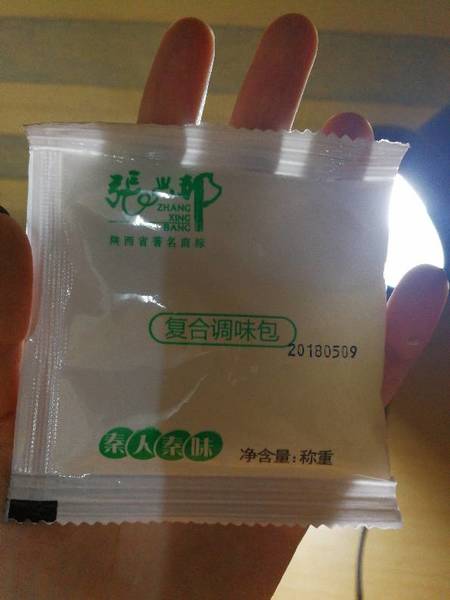 张兴邦
ZHANG
XING
BANG
陕西省著名商标
复合调味包
20180509
秦人秦味
净含量:称重